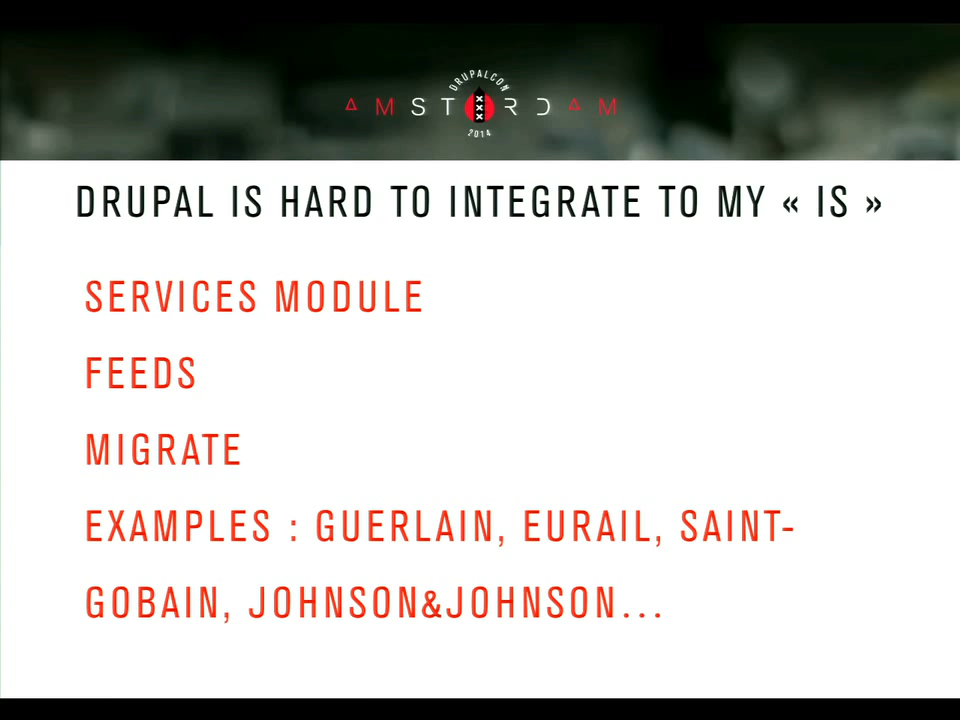 DRUPALCON
AMSTERDAM
2014
DRUPAL IS HARD TO INTEGRATE TO MY « IS »
SERVICES MODULE
FEEDS
MIGRATE
EXAMPLES : GUERLAIN, EURAIL, SAINT-
GOBAIN, JOHNSON&JOHNSON...